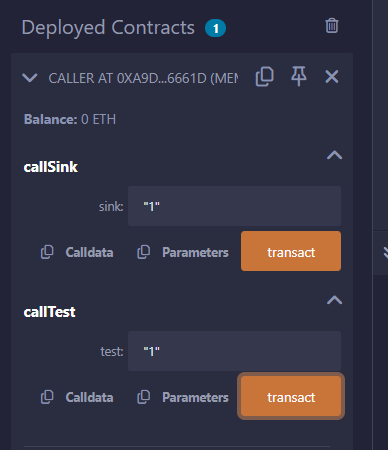 Deployed Contracts 1
CALLER AT 0XA9D...6661D (MEM
Balance: 0 ETH
callSink
sink: "1"
Calldata Parameters transact
callTest
test: "1"
Calldata Parameters transact